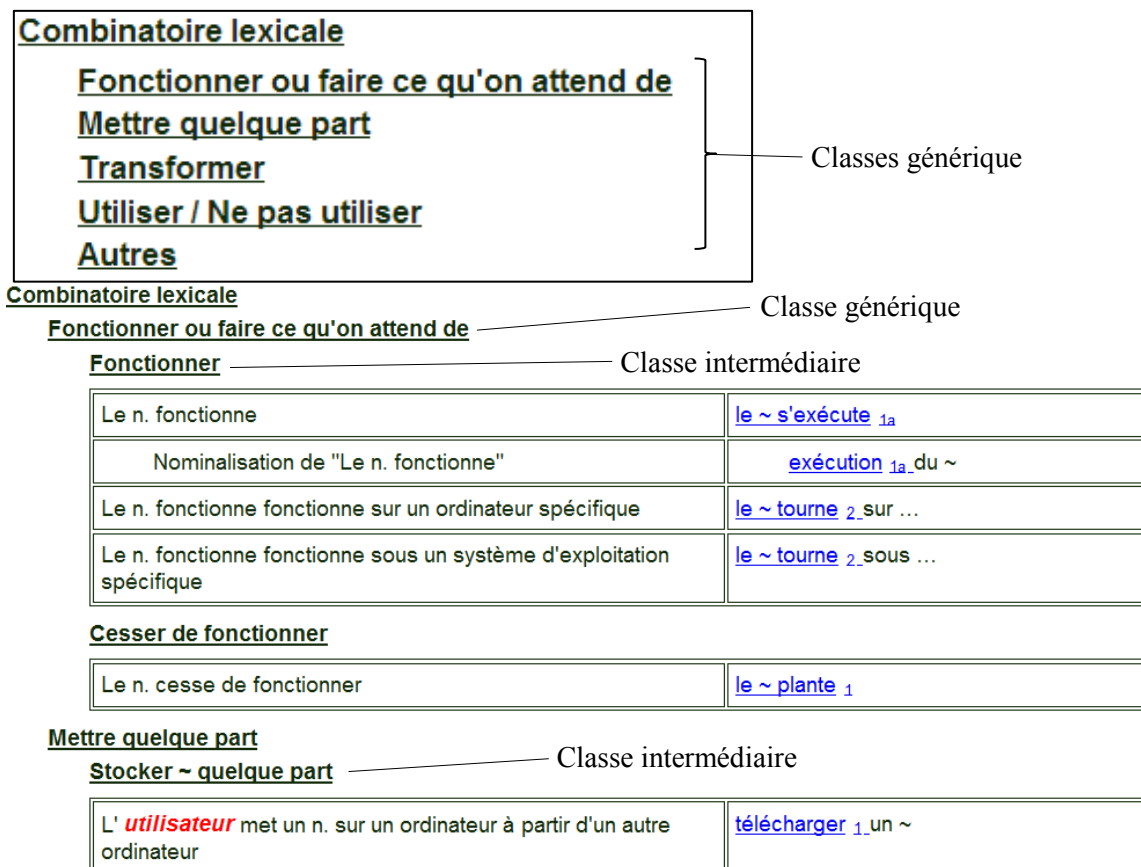 Combinatoire lexicale
Fonctionner ou faire ce qu'on attend de
Mettre quelque part
Transformer
Utiliser / Ne pas utiliser
Autres
Classes générique
Combinatoire lexicale
Classe générique
Fonctionner ou faire ce qu'on attend de
Fonctionner
Classe intermédiaire
Le n. fonctionne
le ~ s'exécute 1a
Nominalisation de "Le n. fonctionne"
exécution 1a du ~
Le n. fonctionne fonctionne sur un ordinateur spécifique
le ~ tourne 2 sur …
Le n. fonctionne fonctionne sous un système d'exploitation
spécifique
le ~ tourne 2 sous …
Cesser de fonctionner
Le n. cesse de fonctionner
le ~ plante 1
Mettre quelque part
Classe intermédiaire
Stocker ~ quelque part
L' utilisateur met un n. sur un ordinateur à partir d'un autre
ordinateur
télécharger 1 un ~